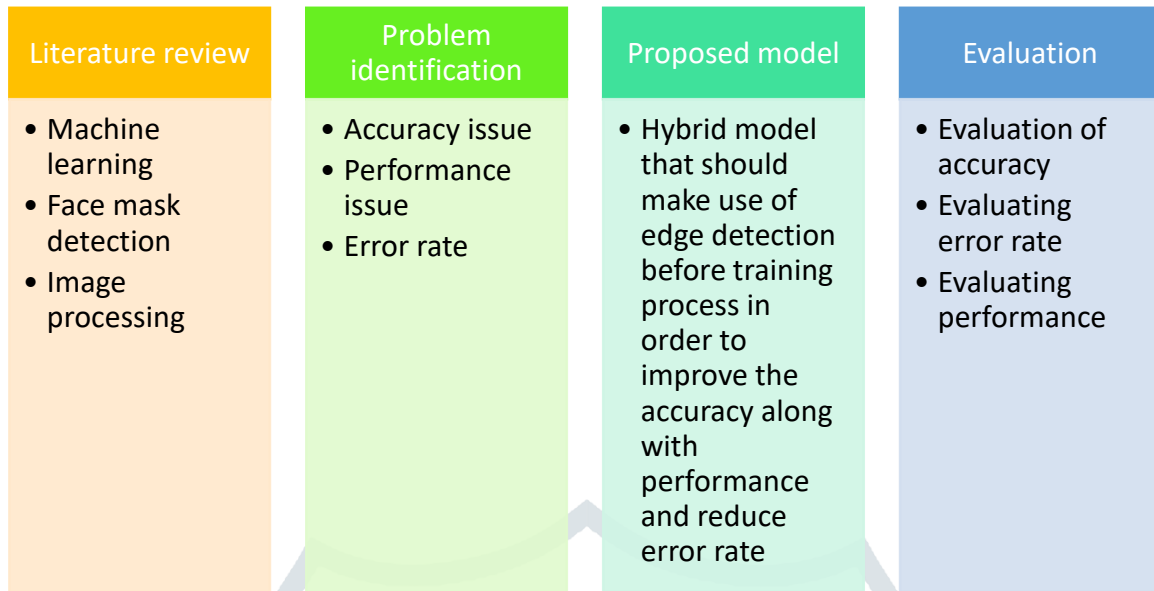 Literature review
• Machine
learning
• Face mask
detection
• Image
processing
Problem
identification
• Accuracy issue
• Performance
issue
• Error rate
Proposed model
• Hybrid model
that should
make use of
edge detection
before training
process in
order to
improve the
accuracy along
with
performance
and reduce
error rate
Evaluation
• Evaluation of
accuracy
• Evaluating
error rate
• Evaluating
performance